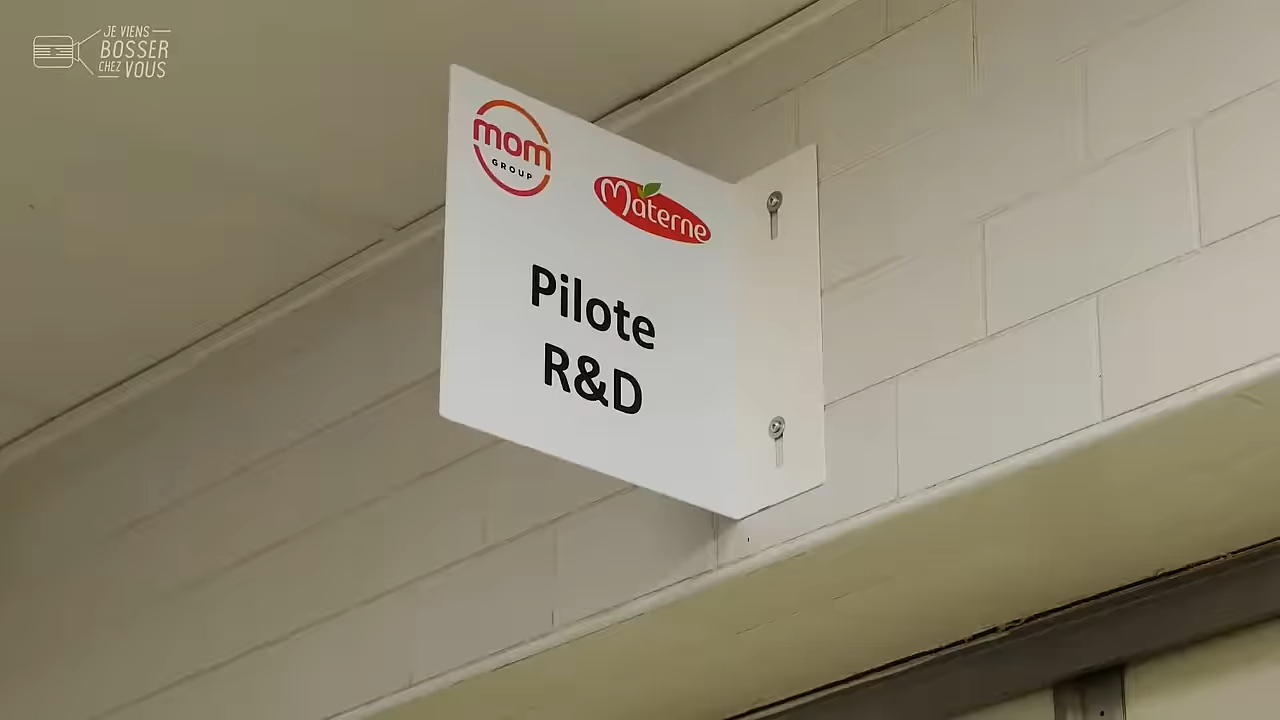 JE VIENS
BOSSER
CHEZ VOUS
mom
GROUP
Materne
Pilote
R&D